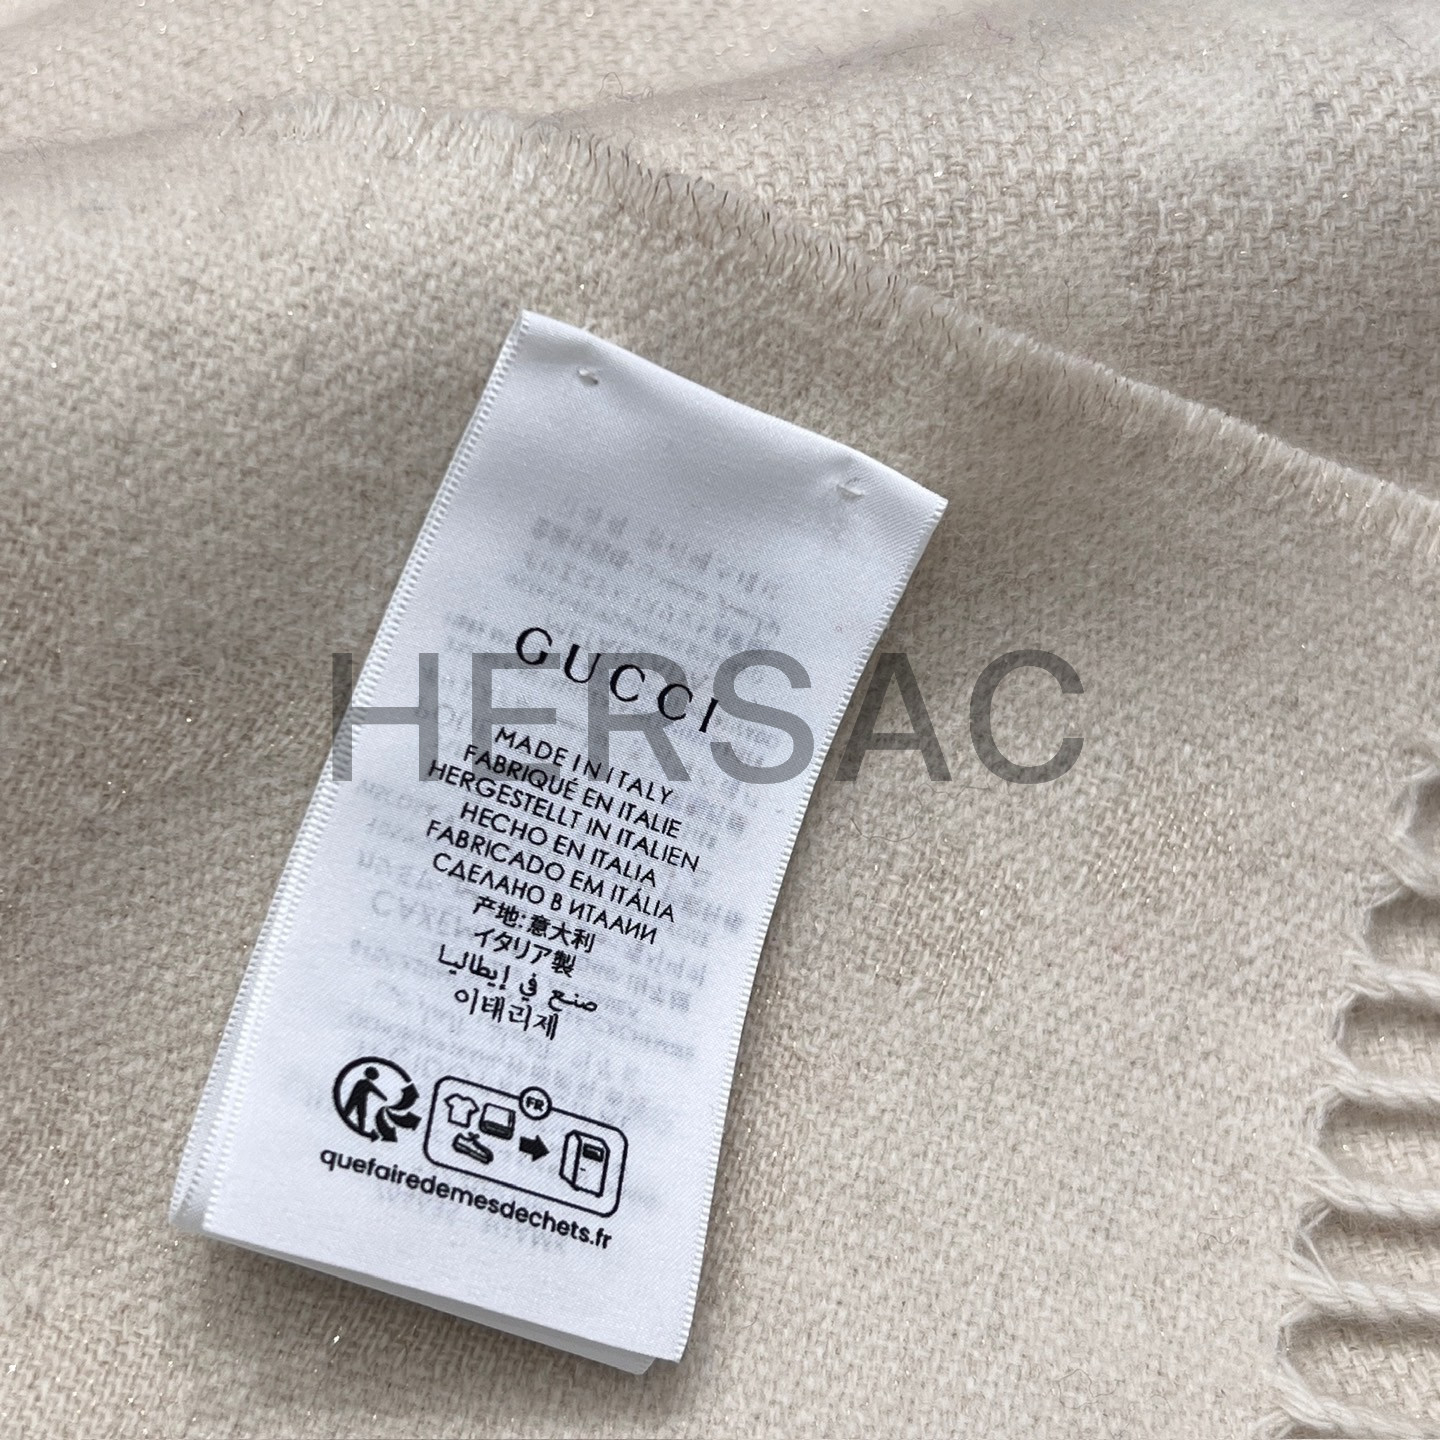 GUCCI
HERSAC
MADE IN ITALY
FABRIQUÉ EN ITALIE
HERGESTELLT IN ITALIEN
HECHO EN ITALIA
FABRICADO EM ITÁLIA
СДЕЛАНО В ИТАЛИИ
产地:意大利
イタリア製
صنع في إيطاليا
이태리제
FR
quefairedemesdechets.fr